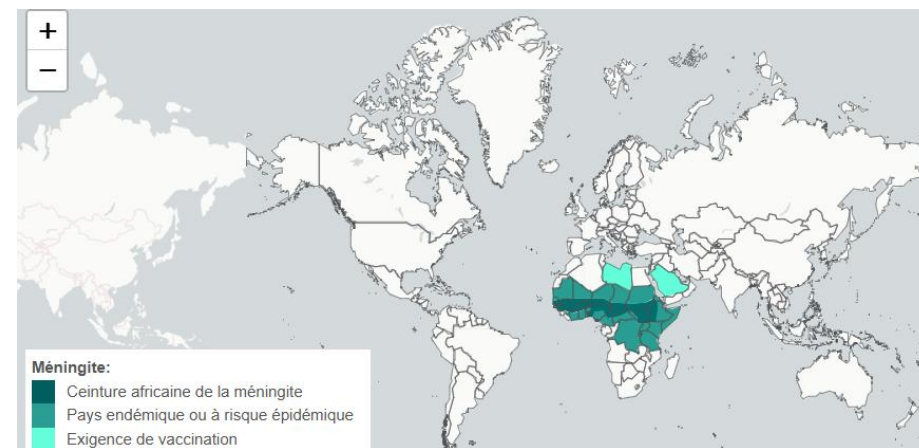 +
−
Méningite:
Ceinture africaine de la méningite
Pays endémique ou à risque épidémique
Exigence de vaccination